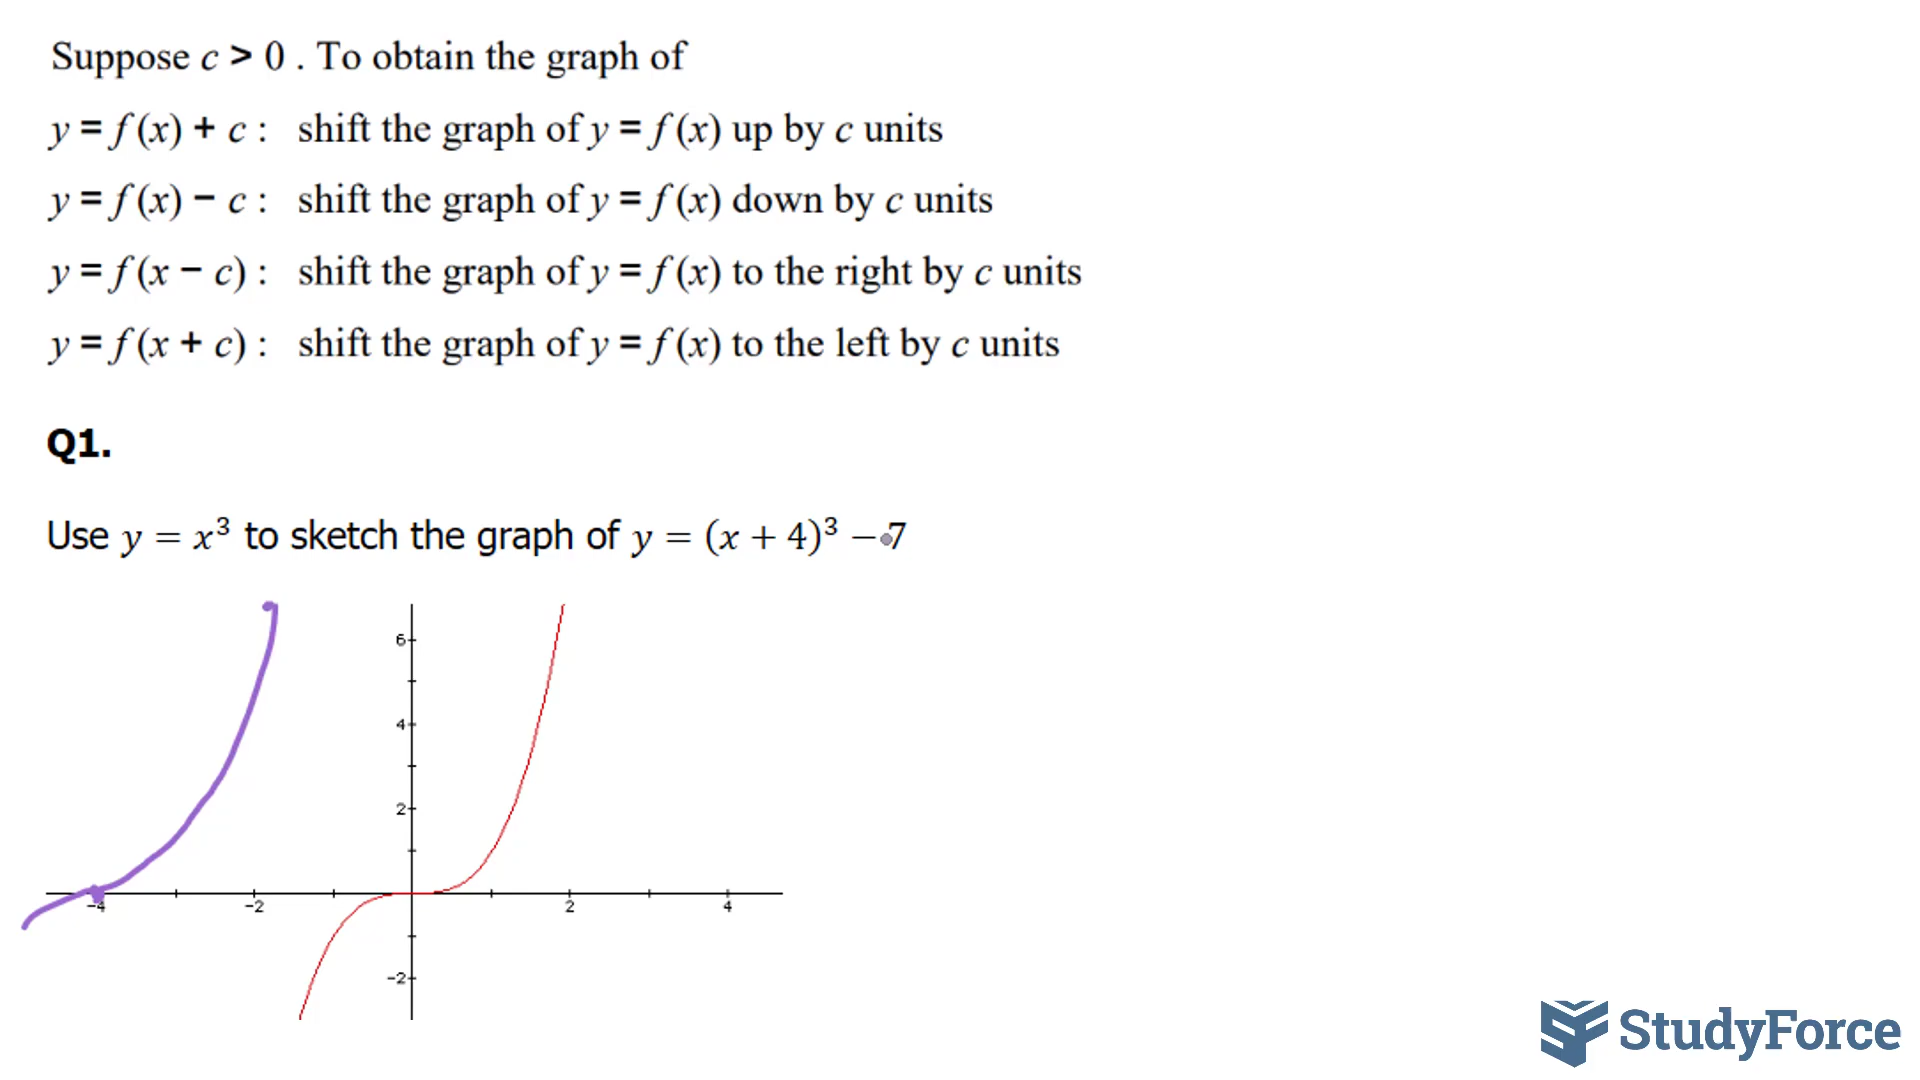 Suppose c > 0 . To obtain the graph of
y = f (x) + c : shift the graph of y = f (x) up by c units
y = f (x) − c : shift the graph of y = f (x) down by c units
y = f (x − c) : shift the graph of y = f (x) to the right by c units
y = f (x + c) : shift the graph of y = f (x) to the left by c units
Q1.
Use y = x³ to sketch the graph of y = (x + 4)³ − 7
6
4
2
−4 −2 2 4
−2
StudyForce